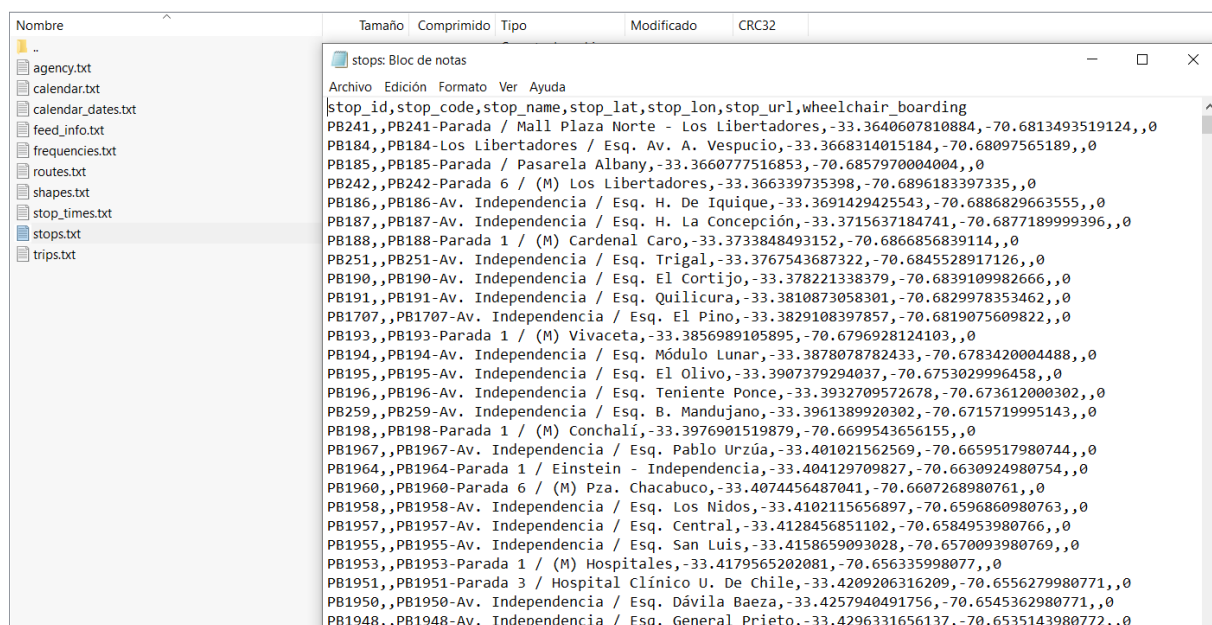 Nombre Tamaño Comprimido Tipo Modificado CRC32
..
agency.txt
calendar.txt
calendar_dates.txt
feed_info.txt
frequencies.txt
routes.txt
shapes.txt
stop_times.txt
stops.txt
trips.txt
stops: Bloc de notas
Archivo Edición Formato Ver Ayuda
stop_id,stop_code,stop_name,stop_lat,stop_lon,stop_url,wheelchair_boarding
PB241,,PB241-Parada / Mall Plaza Norte - Los Libertadores,-33.3640607810884,-70.6813493519124,,0
PB184,,PB184-Los Libertadores / Esq. Av. A. Vespucio,-33.3668314015184,-70.68097565189,,0
PB185,,PB185-Parada / Pasarela Albany,-33.3660777516853,-70.6857970004004,,0
PB242,,PB242-Parada 6 / (M) Los Libertadores,-33.366339735398,-70.6896183397335,,0
PB186,,PB186-Av. Independencia / Esq. H. De Iquique,-33.3691429425543,-70.6886829663555,,0
PB187,,PB187-Av. Independencia / Esq. H. La Concepción,-33.3715637184741,-70.6877189999396,,0
PB188,,PB188-Parada 1 / (M) Cardenal Caro,-33.3733848493152,-70.6866856839114,,0
PB251,,PB251-Av. Independencia / Esq. Trigal,-33.3767543687322,-70.6845528917126,,0
PB190,,PB190-Av. Independencia / Esq. El Cortijo,-33.378221338379,-70.6839109982666,,0
PB191,,PB191-Av. Independencia / Esq. Quilicura,-33.3810873058301,-70.6829978353462,,0
PB1707,,PB1707-Av. Independencia / Esq. El Pino,-33.3829108397857,-70.6819075609822,,0
PB193,,PB193-Parada 1 / (M) Vivaceta,-33.3856989105895,-70.6796928124103,,0
PB194,,PB194-Av. Independencia / Esq. Módulo Lunar,-33.3878078782433,-70.6783420004488,,0
PB195,,PB195-Av. Independencia / Esq. El Olivo,-33.3907379294037,-70.6753029996458,,0
PB196,,PB196-Av. Independencia / Esq. Teniente Ponce,-33.3932709572678,-70.673612000302,,0
PB259,,PB259-Av. Independencia / Esq. B. Mandujano,-33.3961389920302,-70.6715719995143,,0
PB198,,PB198-Parada 1 / (M) Conchalí,-33.3976901519879,-70.6699543656155,,0
PB1967,,PB1967-Av. Independencia / Esq. Pablo Urzúa,-33.401021562569,-70.6659517980744,,0
PB1964,,PB1964-Parada 1 / Einstein - Independencia,-33.404129709827,-70.6630924980754,,0
PB1960,,PB1960-Parada 6 / (M) Pza. Chacabuco,-33.4074456487041,-70.6607268980761,,0
PB1958,,PB1958-Av. Independencia / Esq. Los Nidos,-33.4102115656897,-70.6596860980763,,0
PB1957,,PB1957-Av. Independencia / Esq. Central,-33.4128456851102,-70.6584953980766,,0
PB1955,,PB1955-Av. Independencia / Esq. San Luis,-33.4158659093028,-70.6570093980769,,0
PB1953,,PB1953-Parada 1 / (M) Hospitales,-33.4179565202081,-70.656335998077,,0
PB1951,,PB1951-Parada 3 / Hospital Clínico U. De Chile,-33.4209206316209,-70.6556279980771,,0
PB1950,,PB1950-Av. Independencia / Esq. Dávila Baeza,-33.4257940491756,-70.6545362980771,,0
PB1948,,PB1948-Av. Independencia / Esq. General Prieto,-33.4296331656137,-70.6535143980772,,0